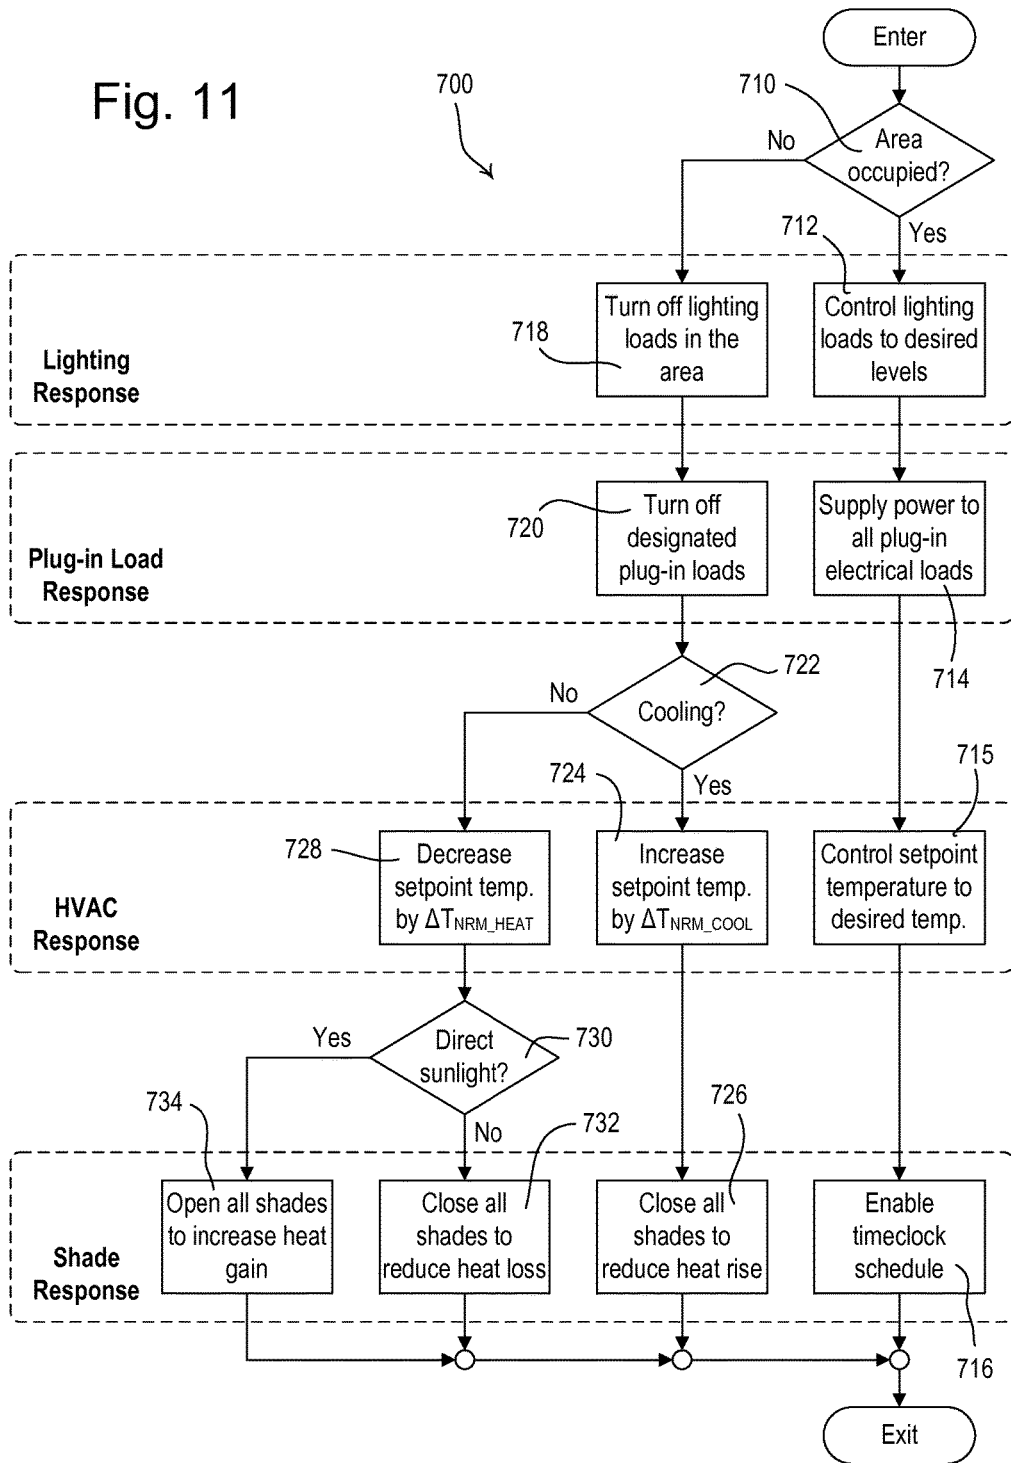 Enter
Fig. 11
700
710
Area
occupied?
No
Yes
712
Lighting
Response
718
Turn off lighting
loads in the
area
Control lighting
loads to desired
levels
Plug-in Load
Response
720
Turn off
designated
plug-in loads
Supply power to
all plug-in
electrical loads
714
722
Cooling?
No
Yes
724
715
HVAC
Response
728
Decrease
setpoint temp.
by ΔTNRM_HEAT
Increase
setpoint temp.
by ΔTNRM_COOL
Control setpoint
temperature to
desired temp.
Direct
sunlight?
730
Yes
No
734
732
726
Shade
Response
Open all shades
to increase heat
gain
Close all
shades to
reduce heat loss
Close all
shades to
reduce heat rise
Enable
timeclock
schedule
716
Exit